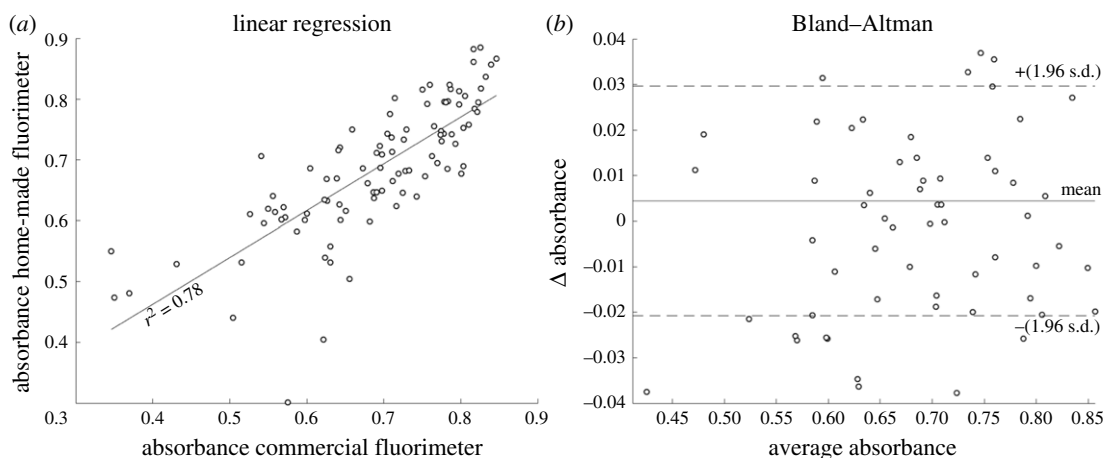 (a) linear regression
absorbance home-made fluorimeter
0.9
0.8
0.7
0.6
0.5
0.4
0.3
0.4 0.5 0.6 0.7 0.8 0.9
r² = 0.78
absorbance commercial fluorimeter
(b) Bland–Altman
Δ absorbance
0.04
0.03
0.02
0.01
0
–0.01
–0.02
–0.03
–0.04
+(1.96 s.d.)
mean
–(1.96 s.d.)
0.45 0.50 0.55 0.60 0.65 0.70 0.75 0.80 0.85
average absorbance